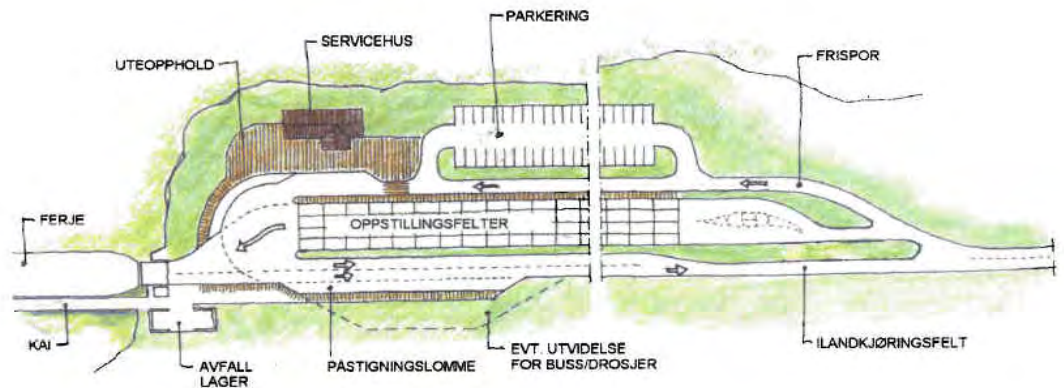 PARKERING
SERVICEHUS
UTEOPPHOLD
FRISPOR
FERJE
OPPSTILLINGSFELTER
KAI
AVFALL
LAGER
PÅSTIGNINGSLOMME
EVT. UTVIDELSE
FOR BUSS/DROSJER
ILANDKJØRINGSFELT